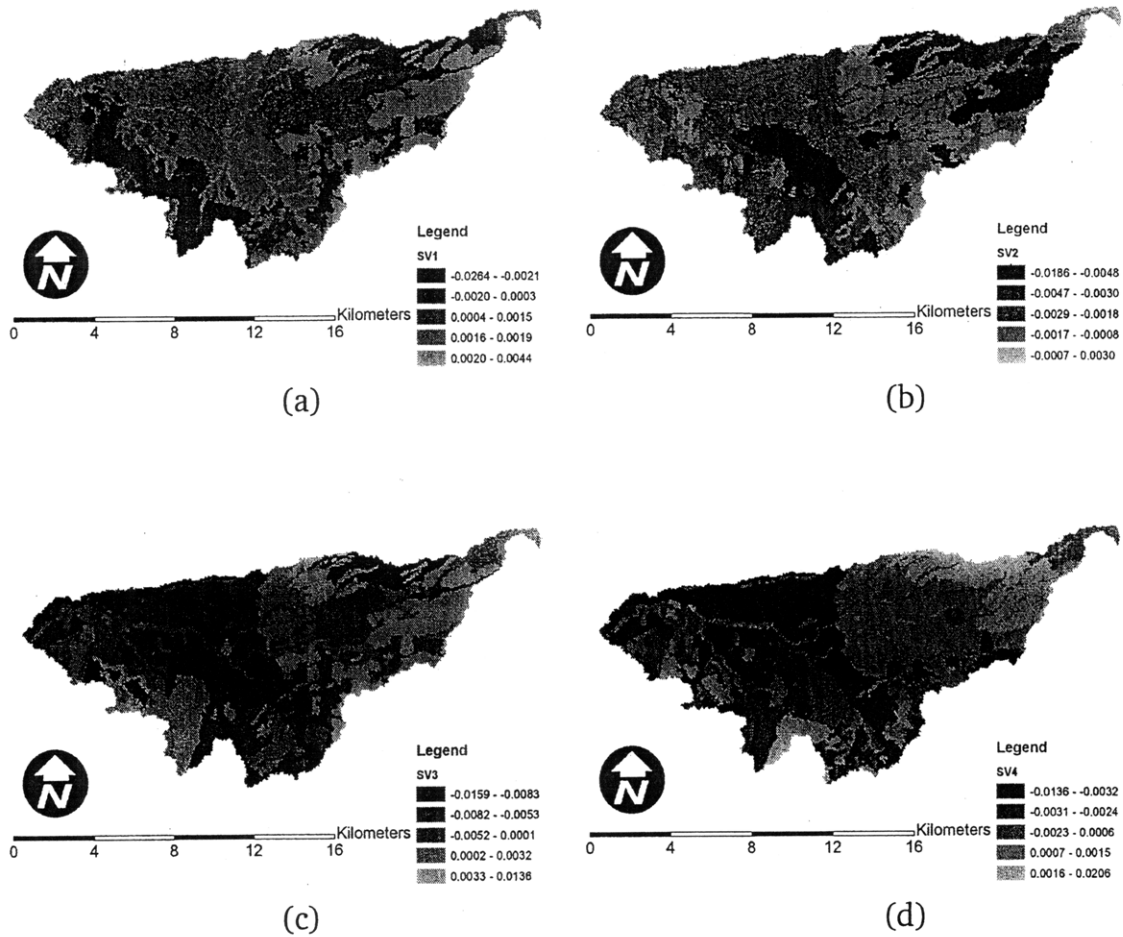 N
Legend
SV1
-0.0264 - -0.0021
-0.0020 - 0.0003
0.0004 - 0.0015
0.0016 - 0.0019
0.0020 - 0.0044
Kilometers
0 4 8 12 16
(a)
N
Legend
SV2
-0.0186 - -0.0048
-0.0047 - -0.0030
-0.0029 - -0.0018
-0.0017 - -0.0008
-0.0007 - 0.0030
Kilometers
0 4 8 12 16
(b)
N
Legend
SV3
-0.0159 - -0.0083
-0.0082 - -0.0053
-0.0052 - 0.0001
0.0002 - 0.0032
0.0033 - 0.0136
Kilometers
0 4 8 12 16
(c)
N
Legend
SV4
-0.0136 - -0.0032
-0.0031 - -0.0024
-0.0023 - 0.0006
0.0007 - 0.0015
0.0016 - 0.0206
Kilometers
0 4 8 12 16
(d)